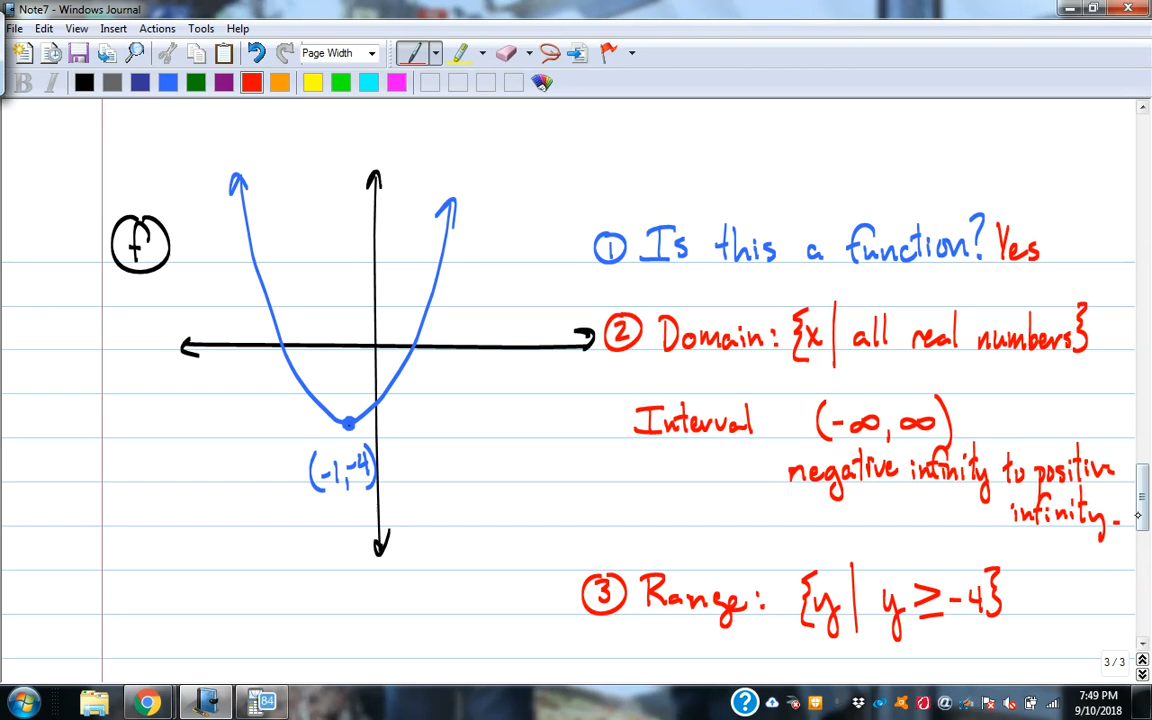 Note7 - Windows Journal
File Edit View Insert Actions Tools Help
Page Width
B I
f
(-1,-4)
① Is this a function? Yes
② Domain: {x| all real numbers}
Interval (-∞, ∞)
negative infinity to positive
infinity.
③ Range: {y| y ≥ -4}
3 / 3
84
7:49 PM
9/10/2018